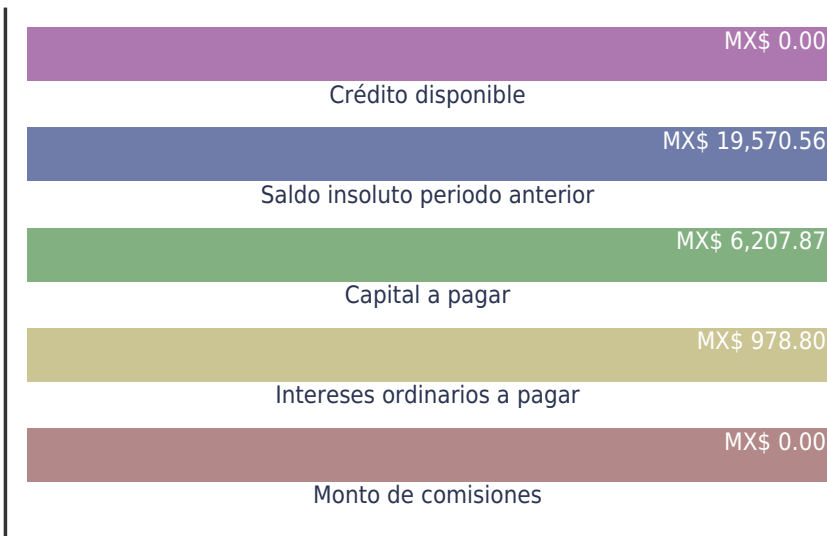 MX$ 0.00
Crédito disponible
MX$ 19,570.56
Saldo insoluto periodo anterior
MX$ 6,207.87
Capital a pagar
MX$ 978.80
Intereses ordinarios a pagar
MX$ 0.00
Monto de comisiones